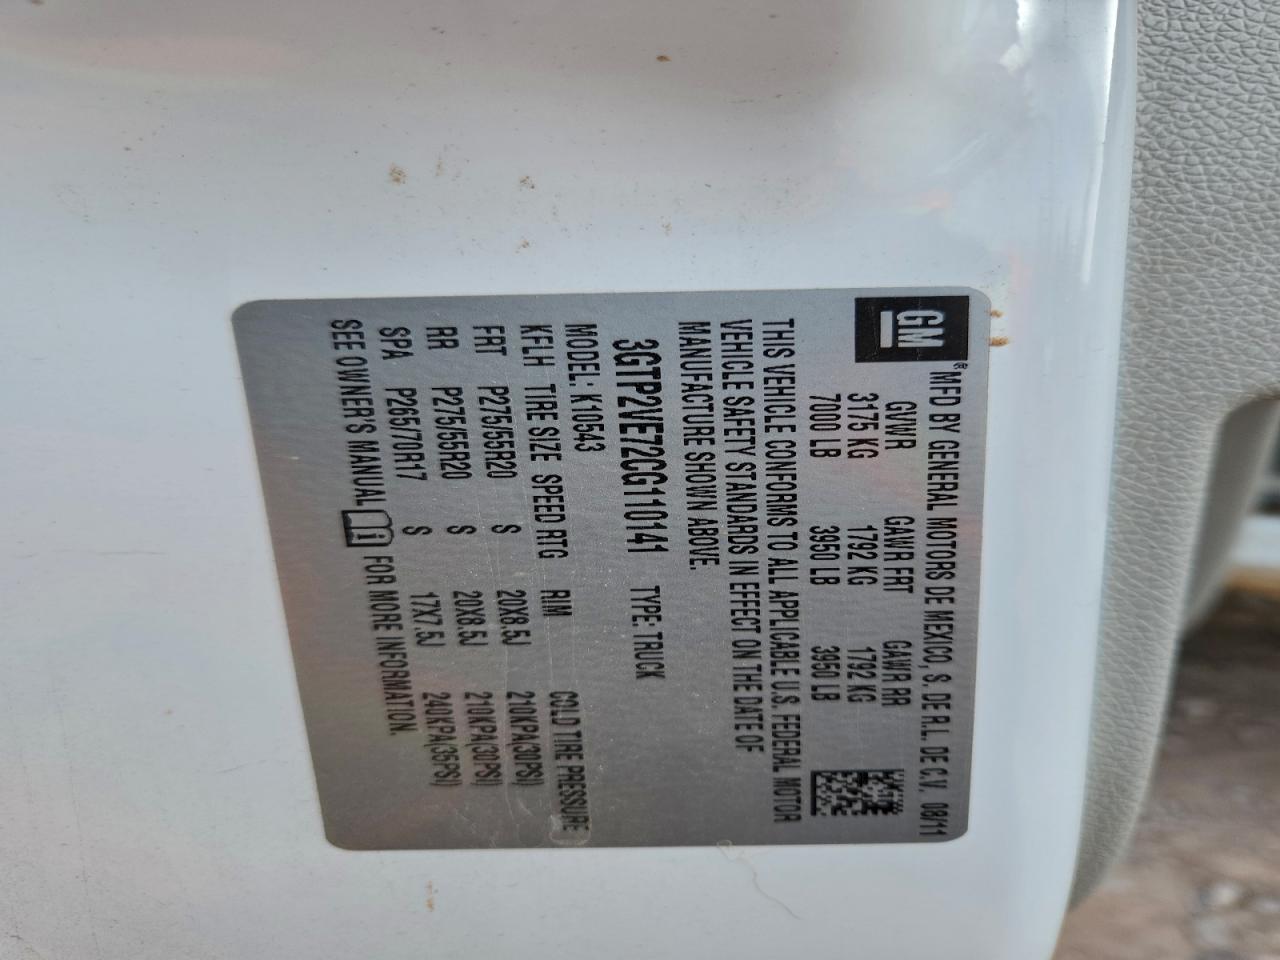 GM
® MFD BY GENERAL MOTORS DE MEXICO, S. DE R.L. DE C.V. 08/11
GVWR GAWR FRT GAWR RR
3175 KG 1792 KG 1792 KG
7000 LB 3950 LB 3950 LB
THIS VEHICLE CONFORMS TO ALL APPLICABLE U.S. FEDERAL MOTOR
VEHICLE SAFETY STANDARDS IN EFFECT ON THE DATE OF
MANUFACTURE SHOWN ABOVE.
3GTP2VE72CG110141 TYPE: TRUCK
MODEL: K10543
KFLH TIRE SIZE SPEED RTG RIM COLD TIRE PRESSURE
FRT P275/55R20 S 20X8.5J 210KPA(30PSI)
RR P275/55R20 S 20X8.5J 210KPA(30PSI)
SPA P265/70R17 S 17X7.5J 240KPA(35PSI)
SEE OWNER'S MANUAL i FOR MORE INFORMATION.